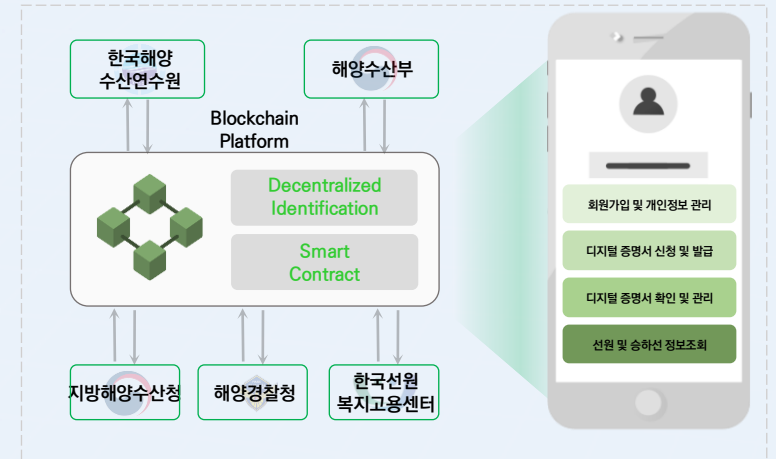 한국해양
수산연수원
해양수산부
Blockchain
Platform
Decentralized
Identification
Smart
Contract
지방해양수산청
해양경찰청
한국선원
복지고용센터
회원가입 및 개인정보 관리
디지털 증명서 신청 및 발급
디지털 증명서 확인 및 관리
선원 및 승하선 정보조회